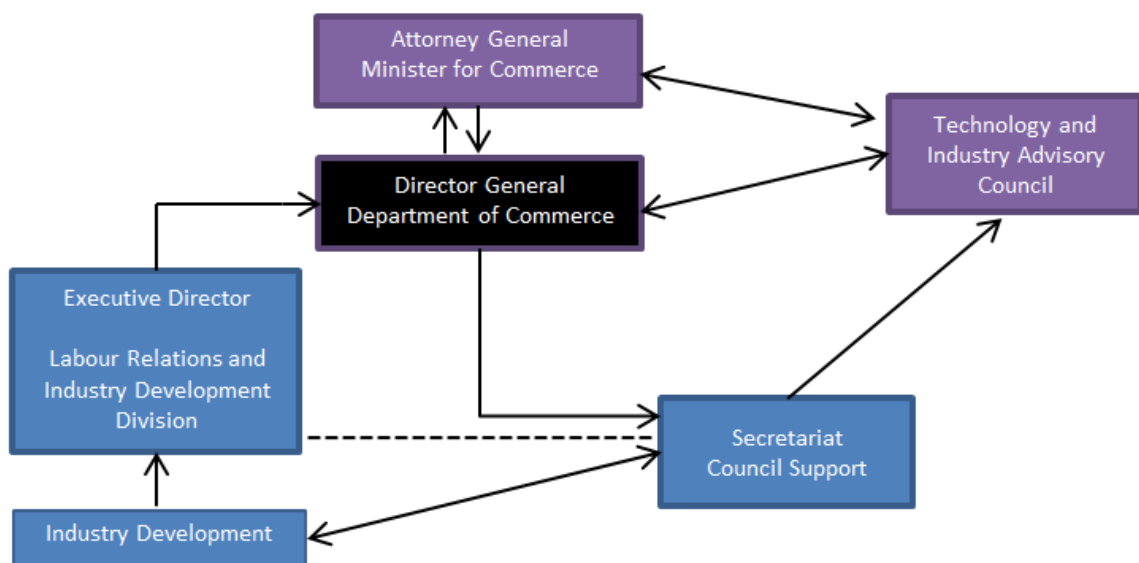 Attorney General
Minister for Commerce
Technology and
Industry Advisory
Council
Director General
Department of Commerce
Executive Director
Labour Relations and
Industry Development
Division
Secretariat
Council Support
Industry Development